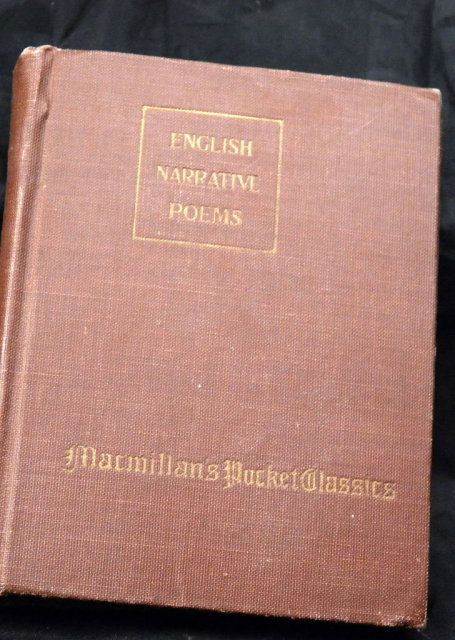 ENGLISH
NARRATIVE
POEMS
Macmillan's Pocket Classics